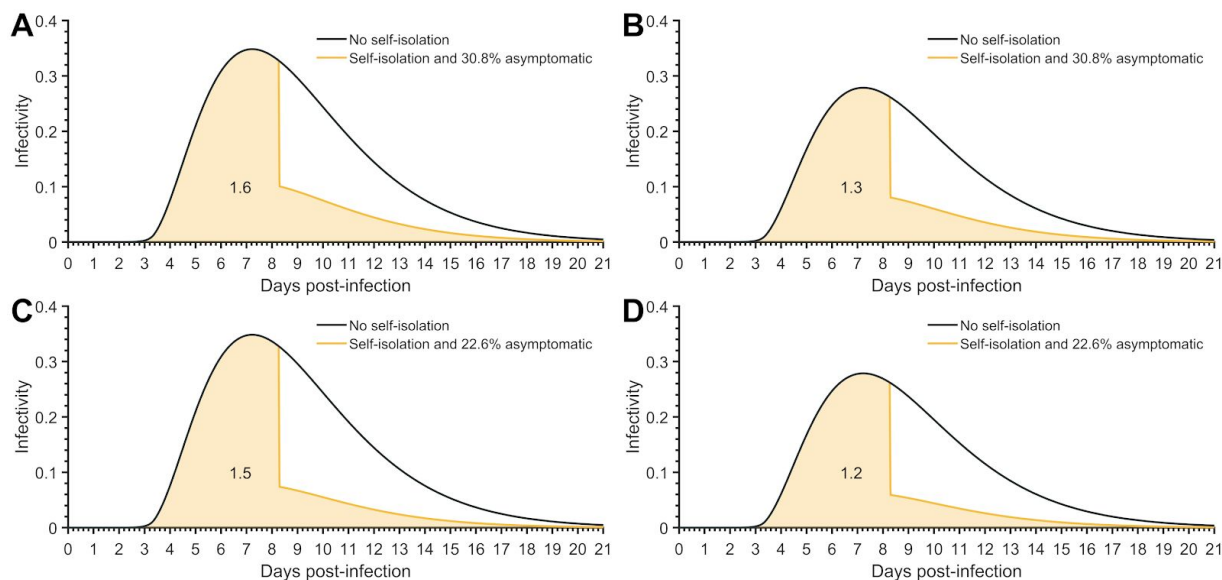 A
0.4
0.3
0.2
0.1
0
Infectivity
No self-isolation
Self-isolation and 30.8% asymptomatic
1.6
0 1 2 3 4 5 6 7 8 9 10 11 12 13 14 15 16 17 18 19 20 21
Days post-infection
B
0.4
0.3
0.2
0.1
0
Infectivity
No self-isolation
Self-isolation and 30.8% asymptomatic
1.3
0 1 2 3 4 5 6 7 8 9 10 11 12 13 14 15 16 17 18 19 20 21
Days post-infection
C
0.4
0.3
0.2
0.1
0
Infectivity
No self-isolation
Self-isolation and 22.6% asymptomatic
1.5
0 1 2 3 4 5 6 7 8 9 10 11 12 13 14 15 16 17 18 19 20 21
Days post-infection
D
0.4
0.3
0.2
0.1
0
Infectivity
No self-isolation
Self-isolation and 22.6% asymptomatic
1.2
0 1 2 3 4 5 6 7 8 9 10 11 12 13 14 15 16 17 18 19 20 21
Days post-infection